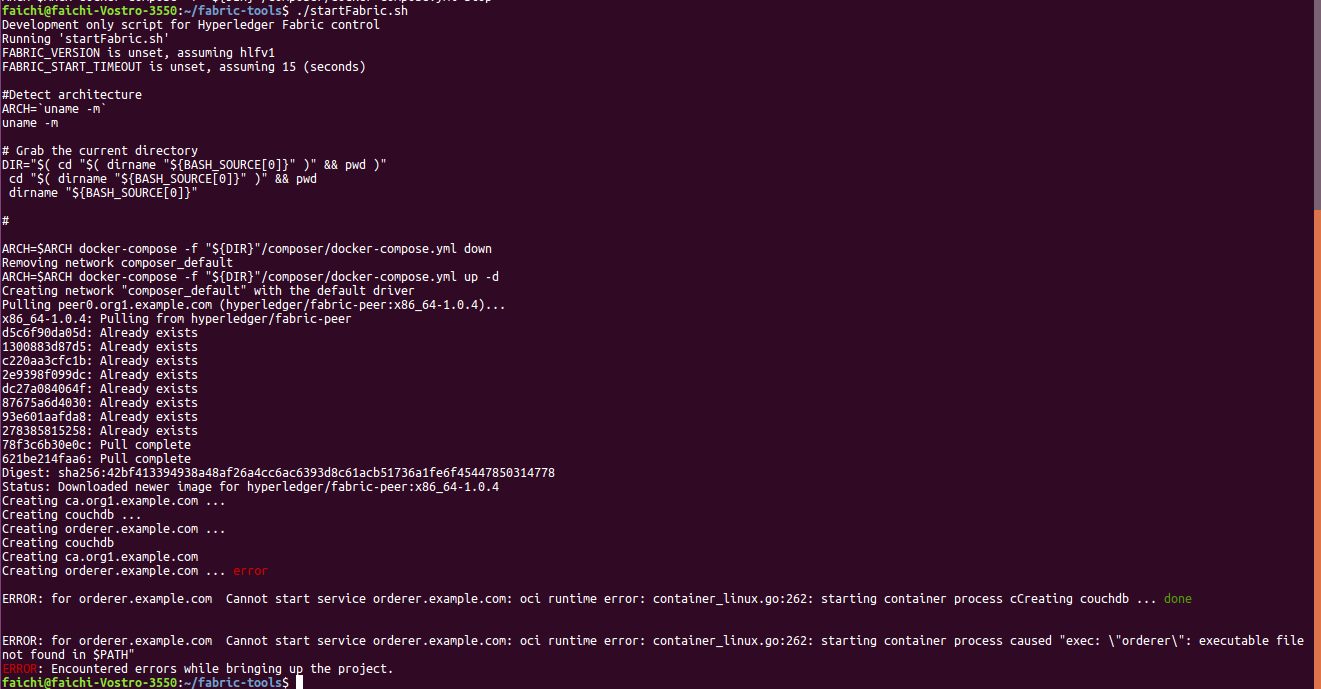 faichi@faichi-Vostro-3550:~/fabric-tools$ ./startFabric.sh
Development only script for Hyperledger Fabric control
Running 'startFabric.sh'
FABRIC_VERSION is unset, assuming hlfv1
FABRIC_START_TIMEOUT is unset, assuming 15 (seconds)
#Detect architecture
ARCH=`uname -m`
uname -m
# Grab the current directory
DIR="$( cd "$( dirname "${BASH_SOURCE[0]}" )" && pwd )"
cd "$( dirname "${BASH_SOURCE[0]}" )" && pwd
dirname "${BASH_SOURCE[0]}"
#
ARCH=$ARCH docker-compose -f "${DIR}"/composer/docker-compose.yml down
Removing network composer_default
ARCH=$ARCH docker-compose -f "${DIR}"/composer/docker-compose.yml up -d
Creating network "composer_default" with the default driver
Pulling peer0.org1.example.com (hyperledger/fabric-peer:x86_64-1.0.4)...
x86_64-1.0.4: Pulling from hyperledger/fabric-peer
d5c6f90da05d: Already exists
1300883d87d5: Already exists
c220aa3cfc1b: Already exists
2e9398f099dc: Already exists
dc27a084064f: Already exists
87675a6d4030: Already exists
93e601aafda8: Already exists
278385815258: Already exists
78f3c6b30e0c: Pull complete
621be214faa6: Pull complete
Digest: sha256:42bf413394938a48af26a4cc6ac6393d8c61acb51736a1fe6f45447850314778
Status: Downloaded newer image for hyperledger/fabric-peer:x86_64-1.0.4
Creating ca.org1.example.com ...
Creating couchdb ...
Creating orderer.example.com ...
Creating couchdb
Creating ca.org1.example.com
Creating orderer.example.com ... error
ERROR: for orderer.example.com  Cannot start service orderer.example.com: oci runtime error: container_linux.go:262: starting container process cCreating couchdb ... done
ERROR: for orderer.example.com  Cannot start service orderer.example.com: oci runtime error: container_linux.go:262: starting container process caused "exec: \"orderer\": executable file
not found in $PATH"
ERROR: Encountered errors while bringing up the project.
faichi@faichi-Vostro-3550:~/fabric-tools$